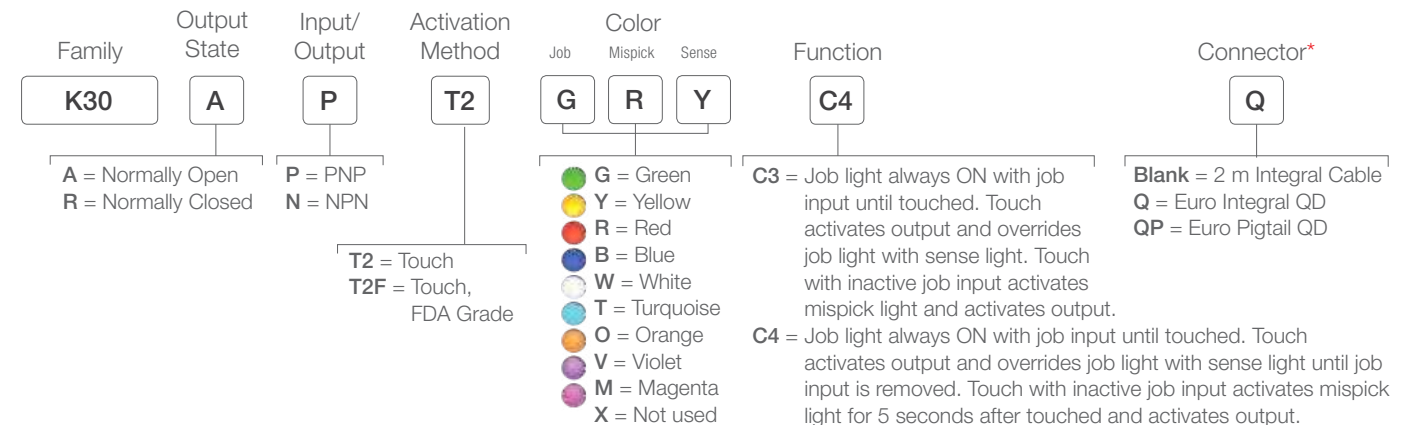 Family
Output
State
Input/
Output
Activation
Method
Color
Job Mispick Sense
Function
Connector*
K30 A P T2 G R Y C4 Q
A = Normally Open
R = Normally Closed
P = PNP
N = NPN
T2 = Touch
T2F = Touch,
FDA Grade
G = Green
Y = Yellow
R = Red
B = Blue
W = White
T = Turquoise
O = Orange
V = Violet
M = Magenta
X = Not used
C3 = Job light always ON with job
input until touched. Touch
activates output and overrides
job light with sense light. Touch
with inactive job input activates
mispick light and activates output.
C4 = Job light always ON with job input until touched. Touch
activates output and overrides job light with sense light until job
input is removed. Touch with inactive job input activates mispick
light for 5 seconds after touched and activates output.
Blank = 2 m Integral Cable
Q = Euro Integral QD
QP = Euro Pigtail QD